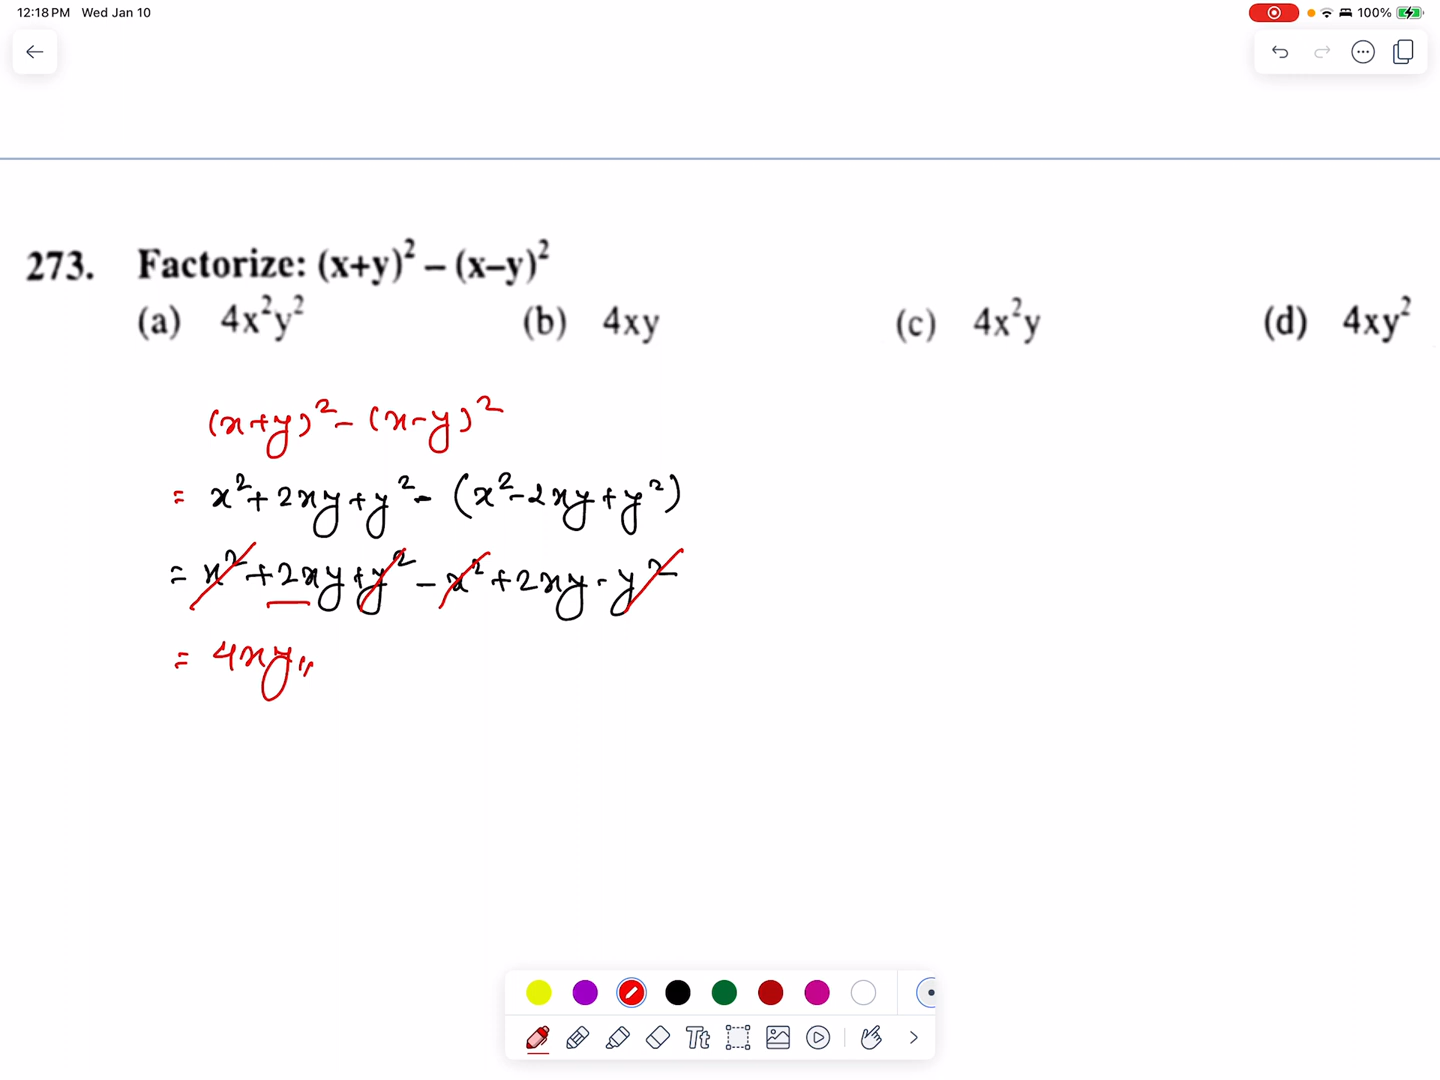 12:18 PM Wed Jan 10 100%
273. Factorize: (x+y)² – (x–y)²
(a) 4x²y² (b) 4xy (c) 4x²y (d) 4xy²
(x+y)² - (x-y)²
= x² + 2xy + y² - (x² - 2xy + y²)
= x² + 2xy + y² - x² + 2xy - y²
= 4xy,,
Tt